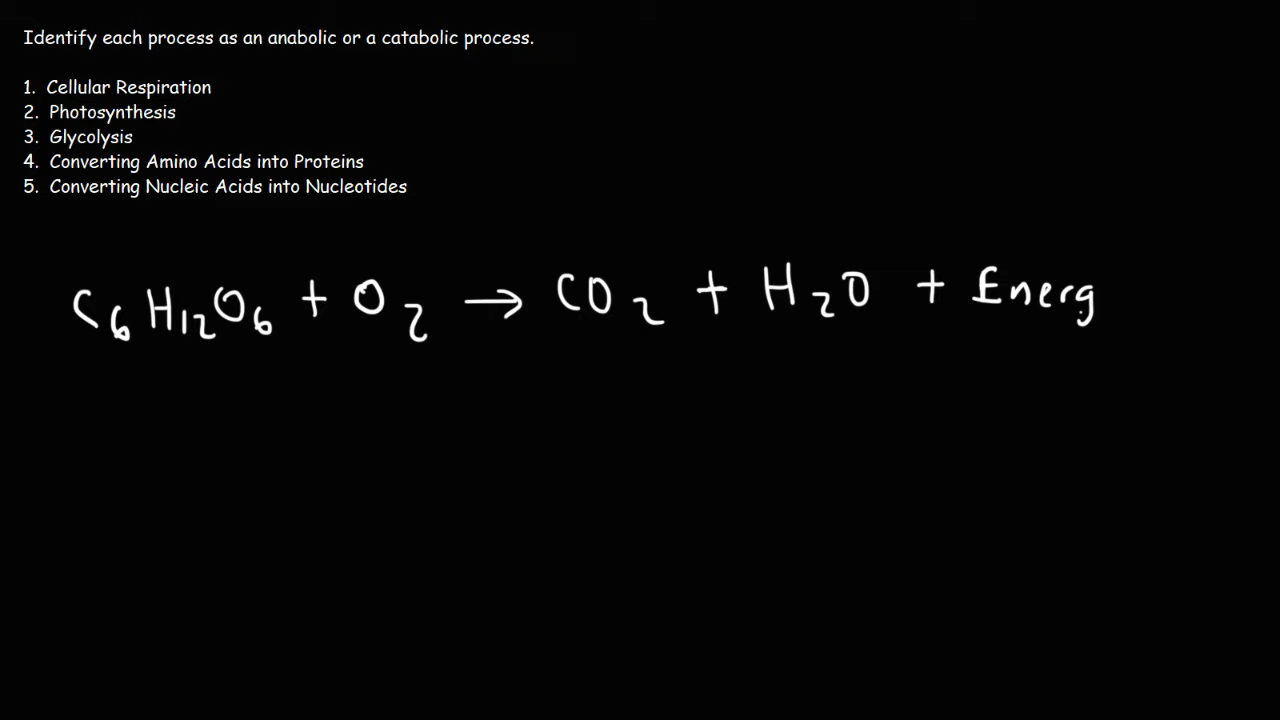 Identify each process as an anabolic or a catabolic process.
1. Cellular Respiration
2. Photosynthesis
3. Glycolysis
4. Converting Amino Acids into Proteins
5. Converting Nucleic Acids into Nucleotides
C₆H₁₂O₆ + O₂ → CO₂ + H₂O + Energ